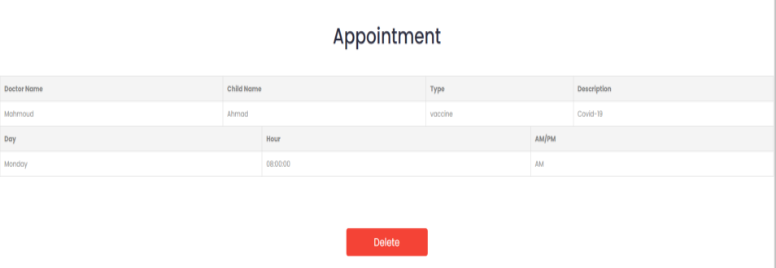 Appointment
Doctor Name Child Name Type Description
Mahmoud Ahmad vaccine Covid-19
Day Hour AM/PM
Monday 08:00:00 AM
Delete